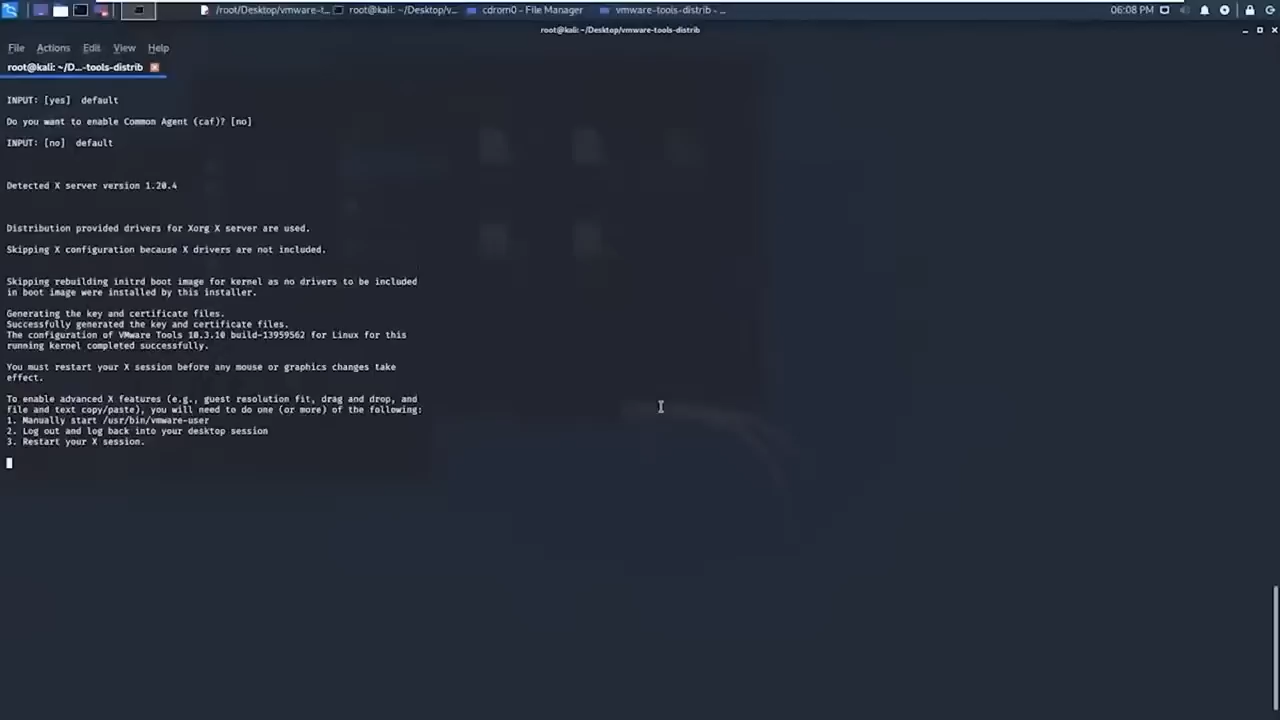 /root/Desktop/vmware-t...
root@kali: ~/Desktop/v...
cdrom0 - File Manager
vmware-tools-distrib - ...
06:08 PM
root@kali: ~/Desktop/vmware-tools-distrib
File Actions Edit View Help
root@kali: ~/D...-tools-distrib
INPUT: [yes]  default
Do you want to enable Common Agent (caf)? [no]
INPUT: [no]  default
Detected X server version 1.20.4
Distribution provided drivers for Xorg X server are used.
Skipping X configuration because X drivers are not included.
Skipping rebuilding initrd boot image for kernel as no drivers to be included
in boot image were installed by this installer.
Generating the key and certificate files.
Successfully generated the key and certificate files.
The configuration of VMware Tools 10.3.10 build-13959562 for Linux for this
running kernel completed successfully.
You must restart your X session before any mouse or graphics changes take
effect.
To enable advanced X features (e.g., guest resolution fit, drag and drop, and
file and text copy/paste), you will need to do one (or more) of the following:
1. Manually start /usr/bin/vmware-user
2. Log out and log back into your desktop session
3. Restart your X session.